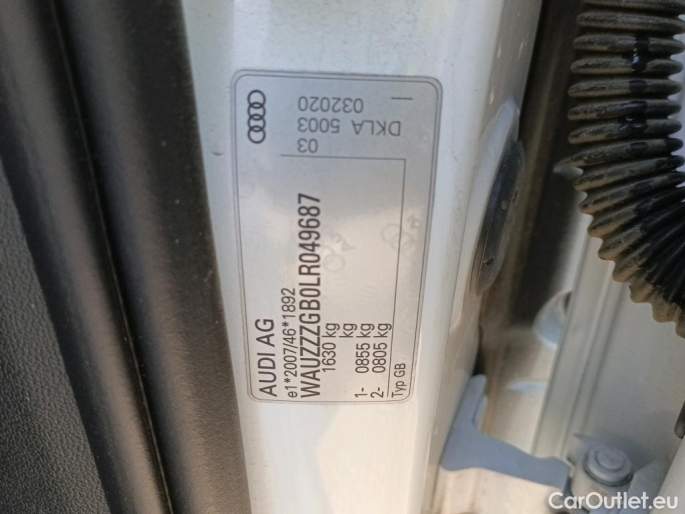 AUDI AG
e1*2007/46*1892
WAUZZZGB0LR049687
1630 kg
kg
1- 0855 kg
2- 0805 kg
Typ GB
03
DKLA 5003
— 032020
CarOutlet.eu